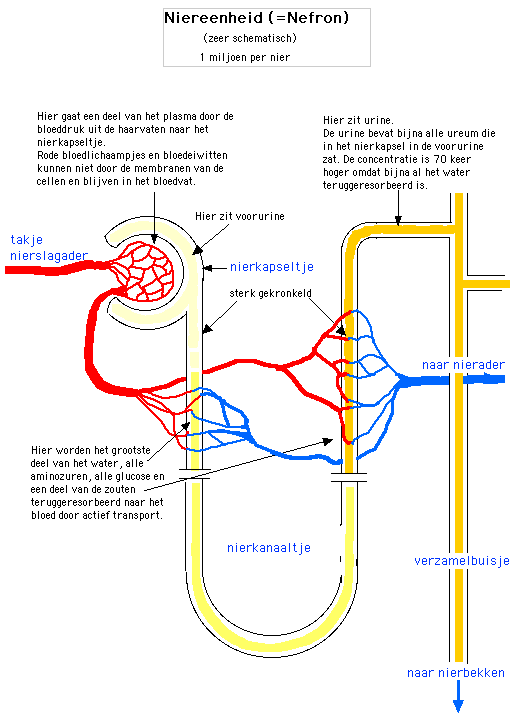 Niereenheid (=Nefron)
(zeer schematisch)
1 miljoen per nier
Hier gaat een deel van het plasma door de
bloeddruk uit de haarvaten naar het
nierkapseltje.
Rode bloedlichaampjes en bloedeiwitten
kunnen niet door de membranen van de
cellen en blijven in het bloedvat.
Hier zit urine.
De urine bevat bijna alle ureum die
in het nierkapsel in de voorurine
zat. De concentratie is 70 keer
hoger omdat bijna al het water
teruggeresorbeerd is.
Hier zit voorurine
takje
nierslagader
nierkapseltje
sterk gekronkeld
naar nierader
Hier worden het grootste
deel van het water, alle
aminozuren, alle glucose en
een deel van de zouten
teruggeresorbeerd naar het
bloed door actief transport.
nierkanaaltje
verzamelbuisje
naar nierbekken